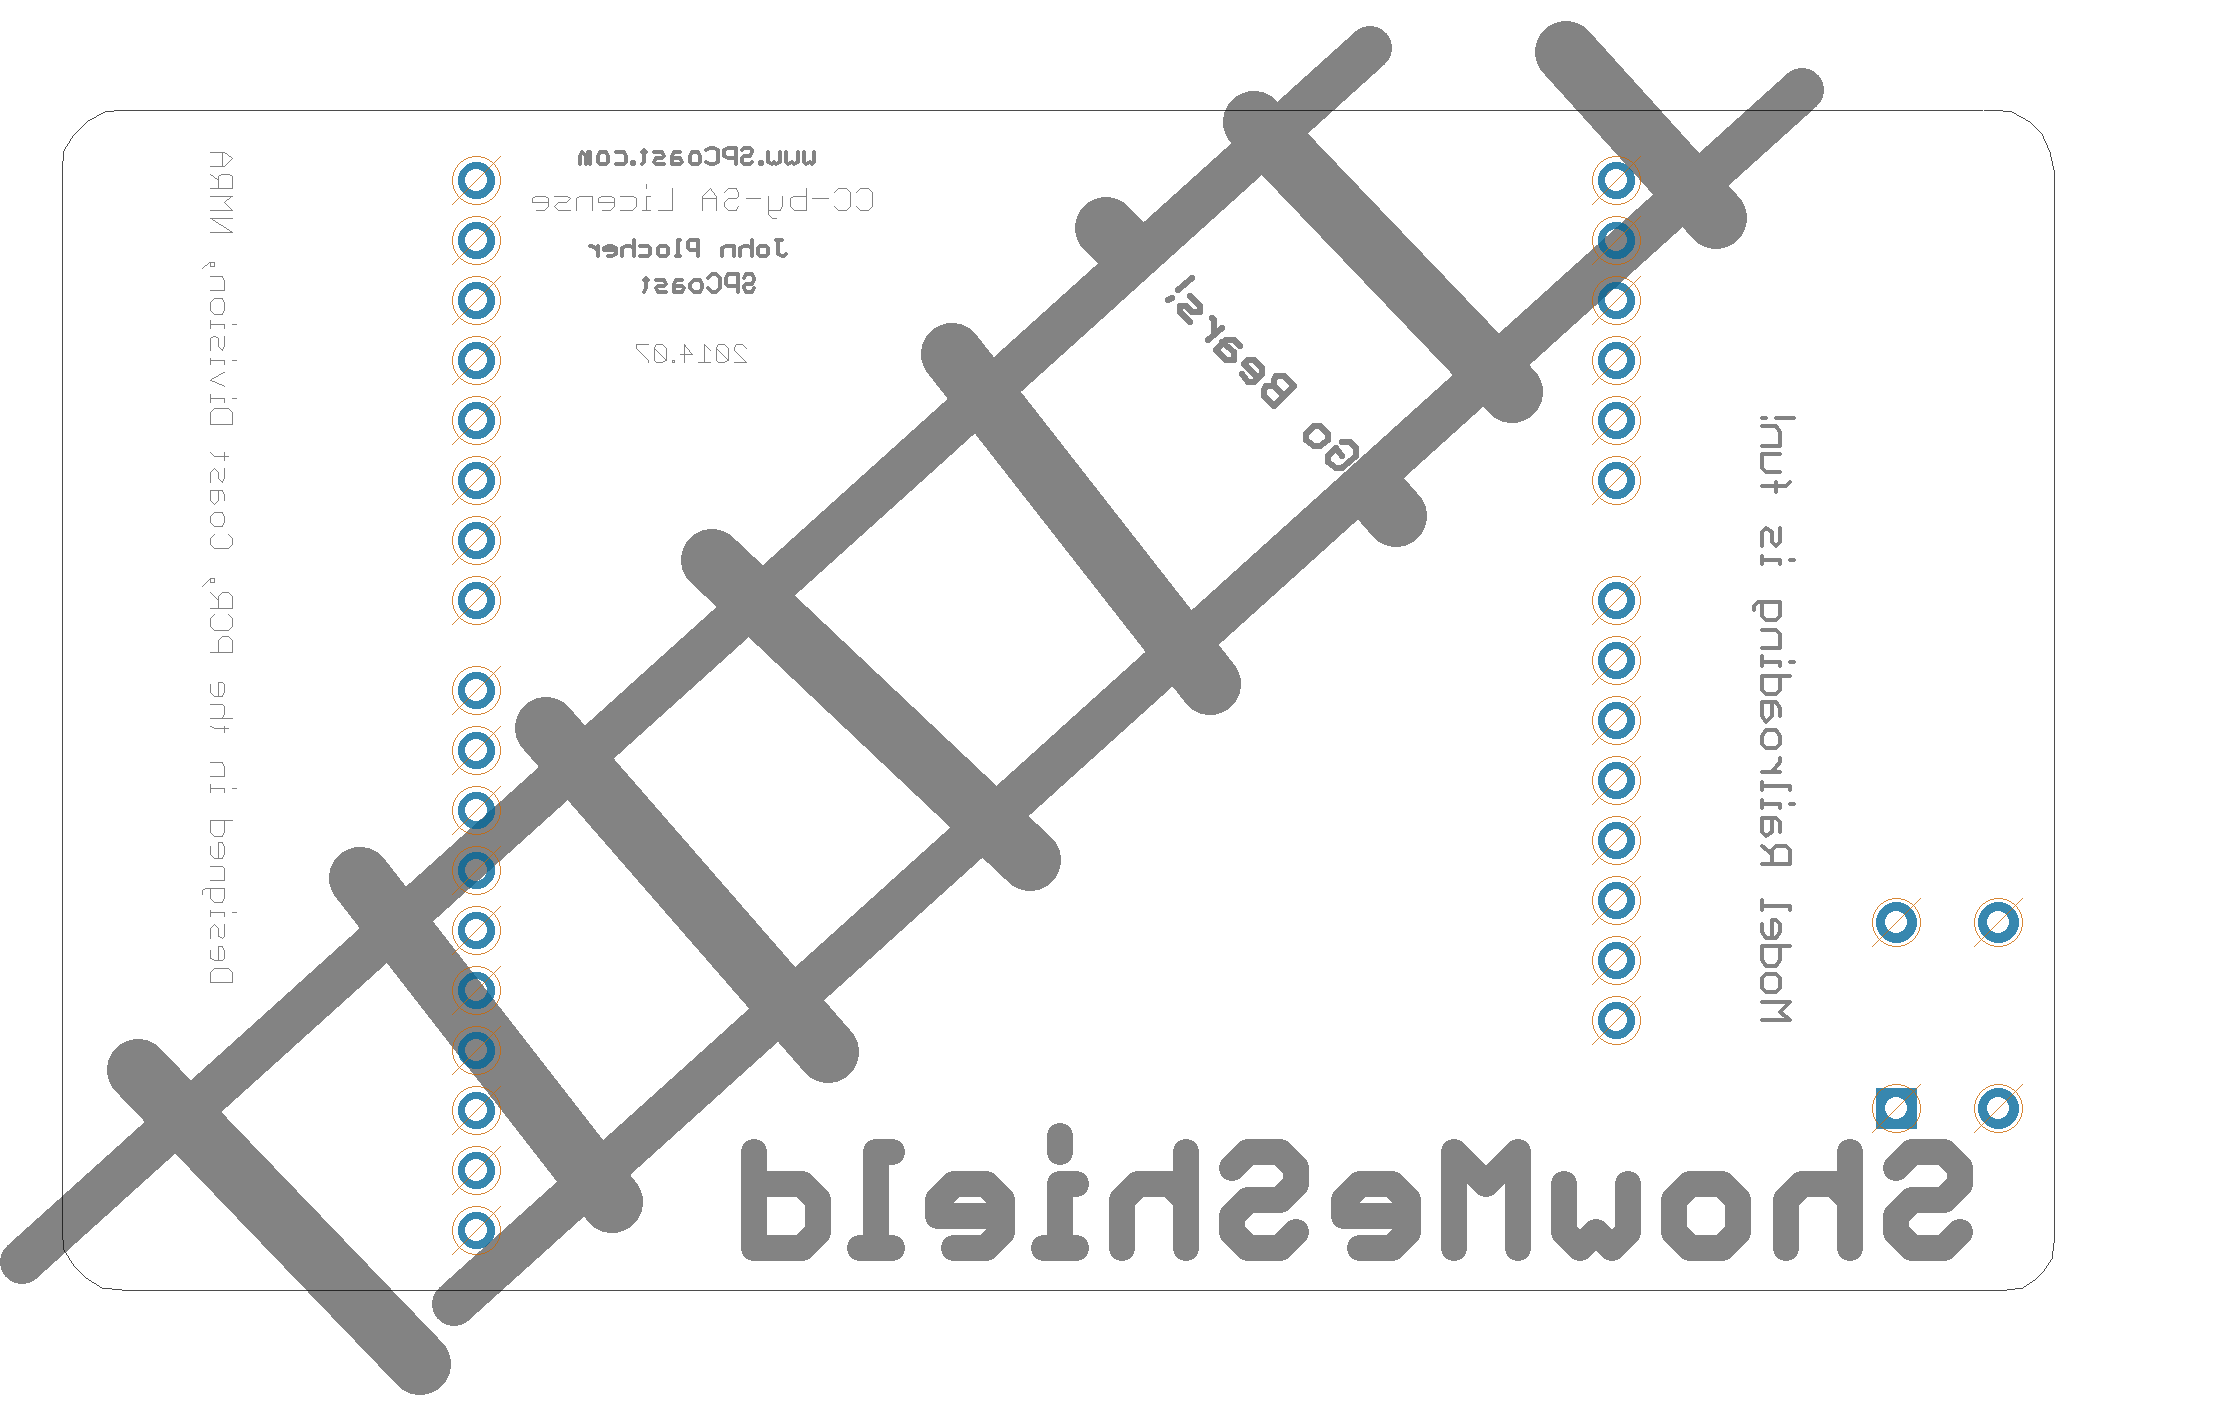 www.SPCoast.com
CC-by-SA License
John Plocher
SPCoast
2014.07
Designed in the PCR, Coast Division, NMRA
Go Bears!
Model Railroading is fun!
ShowMeShield